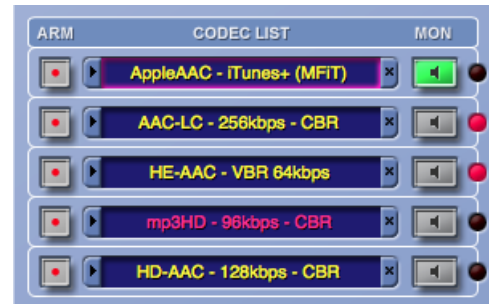 ARM CODEC LIST MON
AppleAAC - iTunes+ (MFiT)
AAC-LC - 256kbps - CBR
HE-AAC - VBR 64kbps
mp3HD - 96kbps - CBR
HD-AAC - 128kbps - CBR